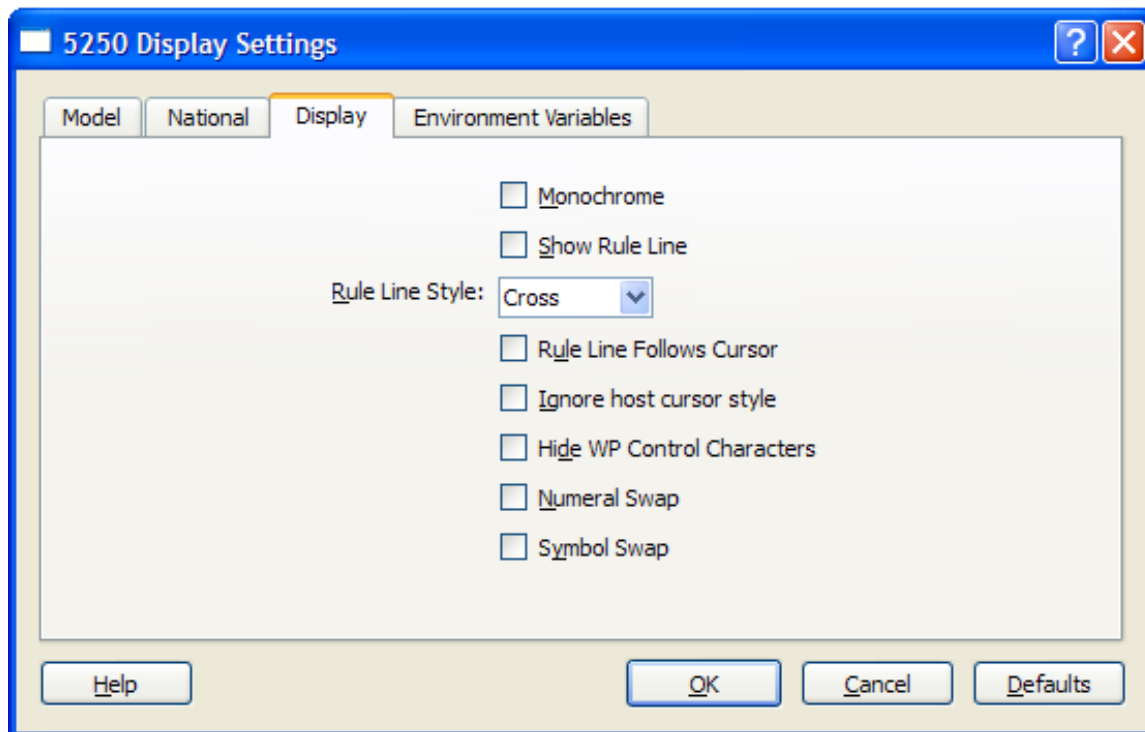 5250 Display Settings
Model National Display Environment Variables
Monochrome
Show Rule Line
Rule Line Style: Cross
Rule Line Follows Cursor
Ignore host cursor style
Hide WP Control Characters
Numeral Swap
Symbol Swap
Help OK Cancel Defaults